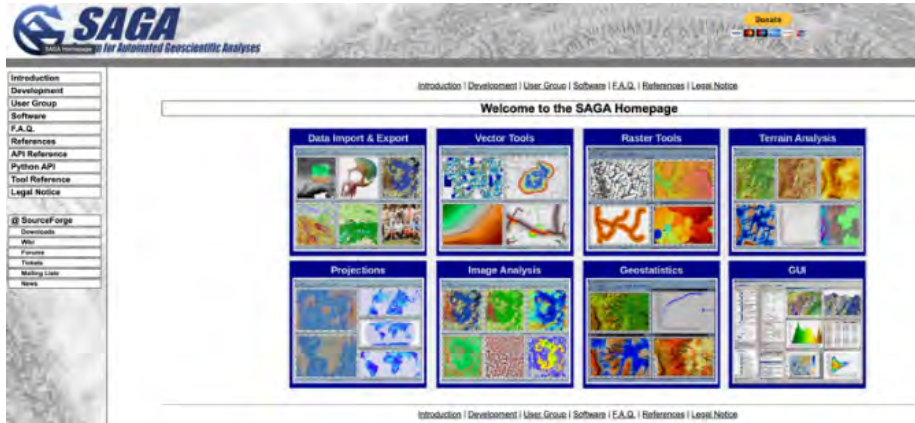 SAGA
SAGA Homepage
m for Automated Geoscientific Analyses
Donate
Introduction
Development
User Group
Software
F.A.Q.
References
API Reference
Python API
Tool Reference
Legal Notice
@ SourceForge
Downloads
Wiki
Forums
Tickets
Mailing Lists
News
Introduction | Development | User Group | Software | F.A.Q. | References | Legal Notice
Welcome to the SAGA Homepage
Data Import & Export
Vector Tools
Raster Tools
Terrain Analysis
Projections
Image Analysis
Geostatistics
GUI
Introduction | Development | User Group | Software | F.A.Q. | References | Legal Notice